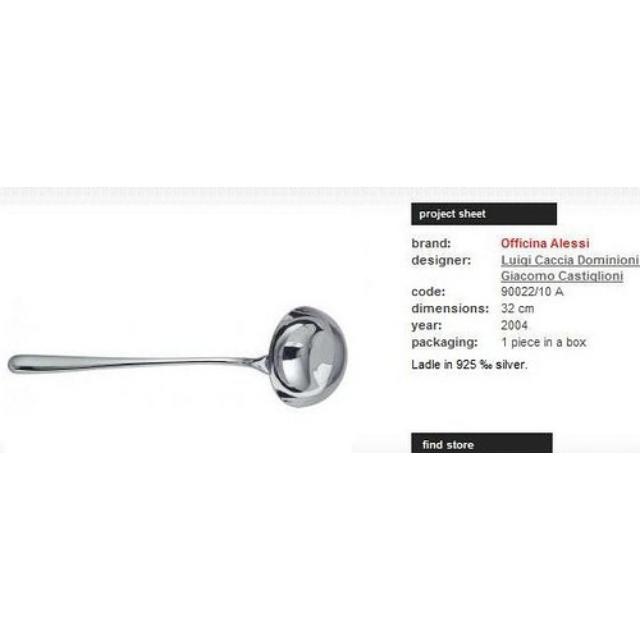 project sheet
brand: Officina Alessi
designer: Luigi Caccia Dominioni
Giacomo Castiglioni
code: 90022/10 A
dimensions: 32 cm
year: 2004
packaging: 1 piece in a box
Ladle in 925 ‰ silver.
find store